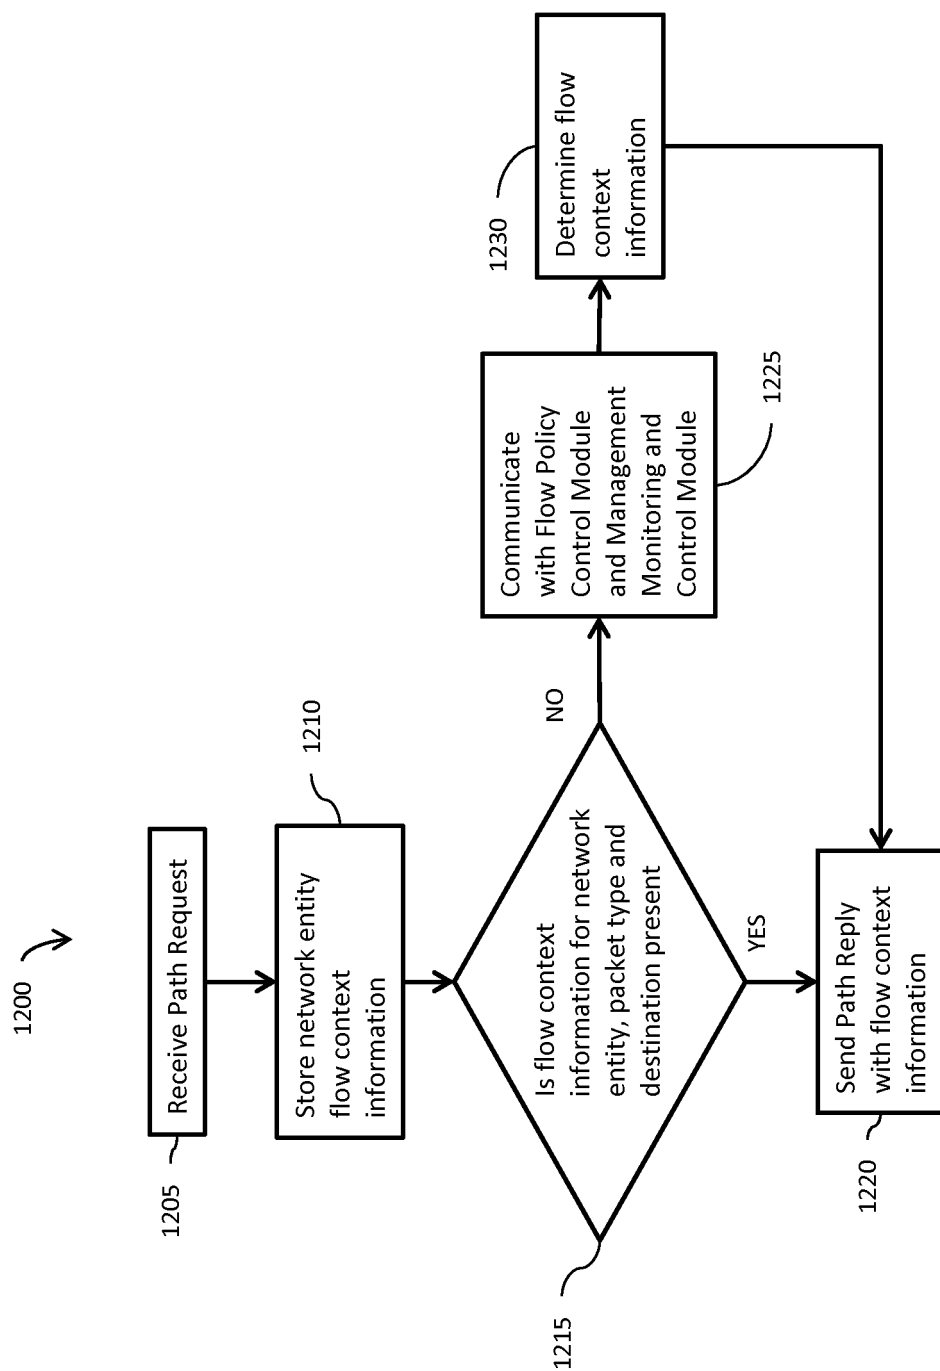 1200
1205
Receive Path Request
1210
Store network entity
flow context
information
1215
Is flow context
information for network
entity, packet type and
destination present
NO
YES
1225
Communicate
with Flow Policy
Control Module
and Management
Monitoring and
Control Module
1230
Determine flow
context
information
1220
Send Path Reply
with flow context
information